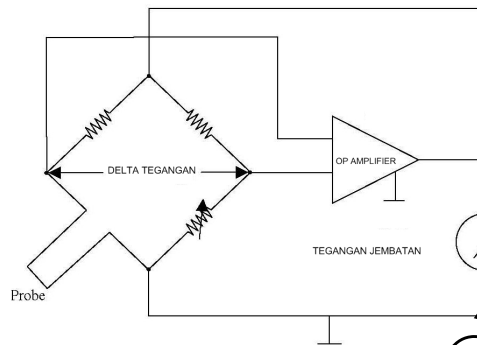 DELTA TEGANGAN
OP AMPLIFIER
TEGANGAN JEMBATAN
Probe